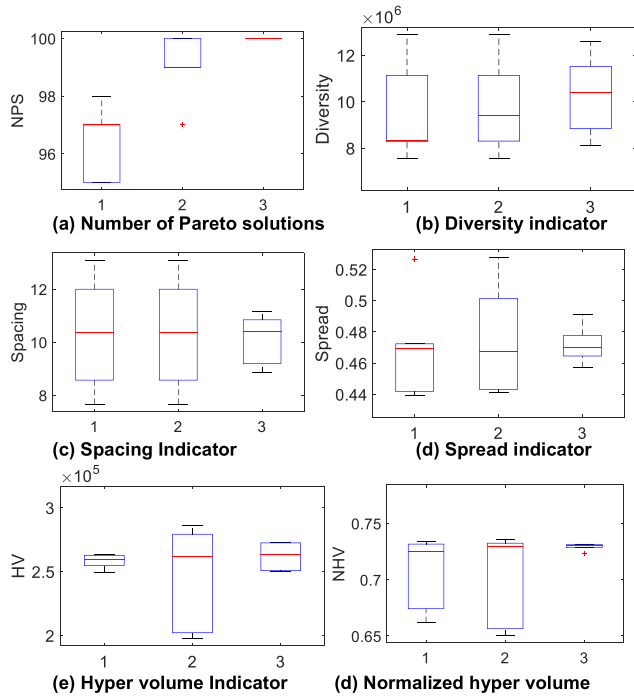 100
98
96
NPS
1 2 3
(a) Number of Pareto solutions
×10^6
12
10
8
Diversity
1 2 3
(b) Diversity indicator
12
10
8
Spacing
1 2 3
(c) Spacing Indicator
0.52
0.5
0.48
0.46
0.44
Spread
1 2 3
(d) Spread indicator
×10^5
3
2.5
2
HV
1 2 3
(e) Hyper volume Indicator
0.75
0.7
0.65
NHV
1 2 3
(d) Normalized hyper volume